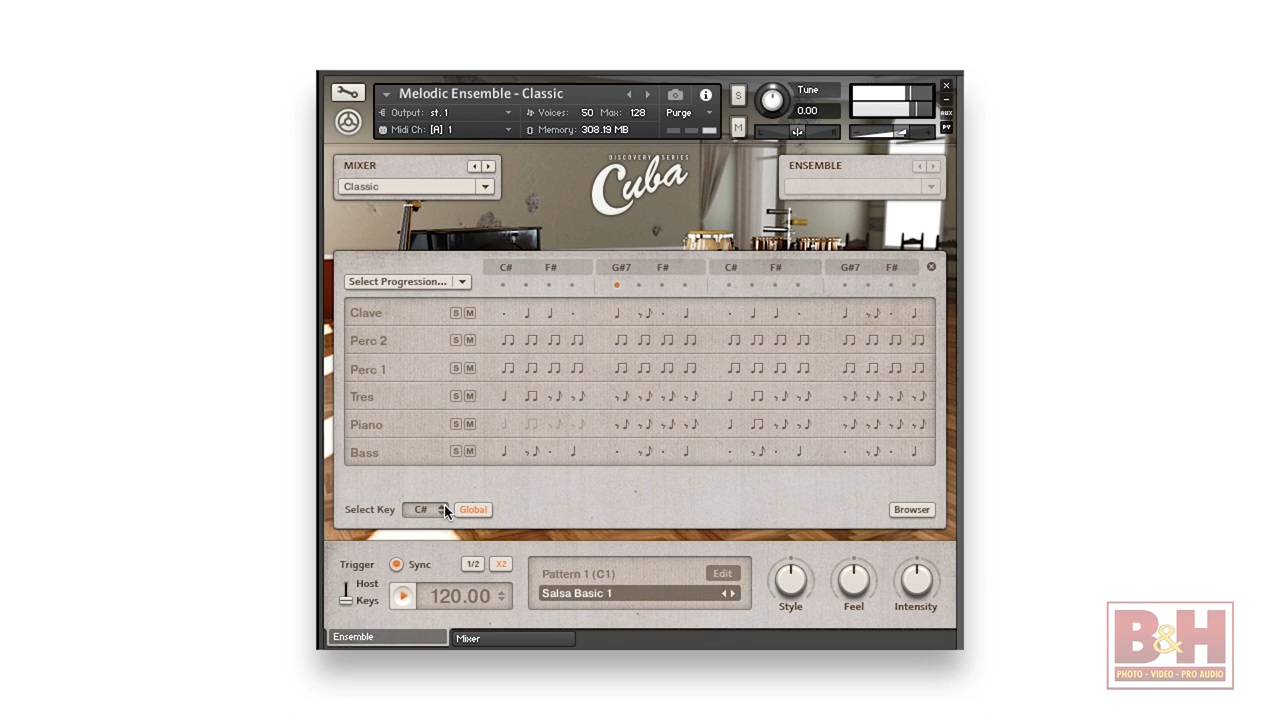 Melodic Ensemble - Classic
Output: st.1
Voices: 50 Max: 128
Purge
Midi Ch: [A] 1
Memory: 308.19 MB
S
M
Tune
0.00
L
R
AUX
PV
MIXER
Classic
DISCOVERY SERIES
Cuba
ENSEMBLE
Select Progression...
C# F# G#7 F# C# F# G#7 F#
Clave S M
Perc 2 S M
Perc 1 S M
Tres S M
Piano S M
Bass S M
Select Key C# Global
Browser
Trigger Sync 1/2 X2
Host
Keys
120.00
Pattern 1 (C1) Edit
Salsa Basic 1
Style
Feel
Intensity
Ensemble
Mixer
B&H
PHOTO - VIDEO - PRO AUDIO